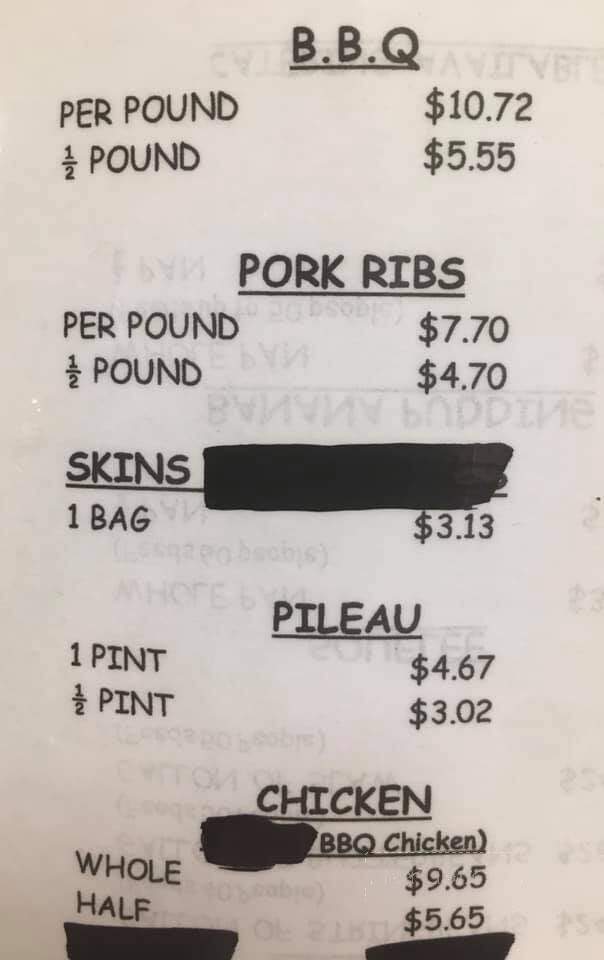 B.B.Q
PER POUND $10.72
½ POUND $5.55
PORK RIBS
PER POUND $7.70
½ POUND $4.70
SKINS
1 BAG $3.13
PILEAU
1 PINT $4.67
½ PINT $3.02
CHICKEN
BBQ Chicken)
WHOLE $9.65
HALF $5.65